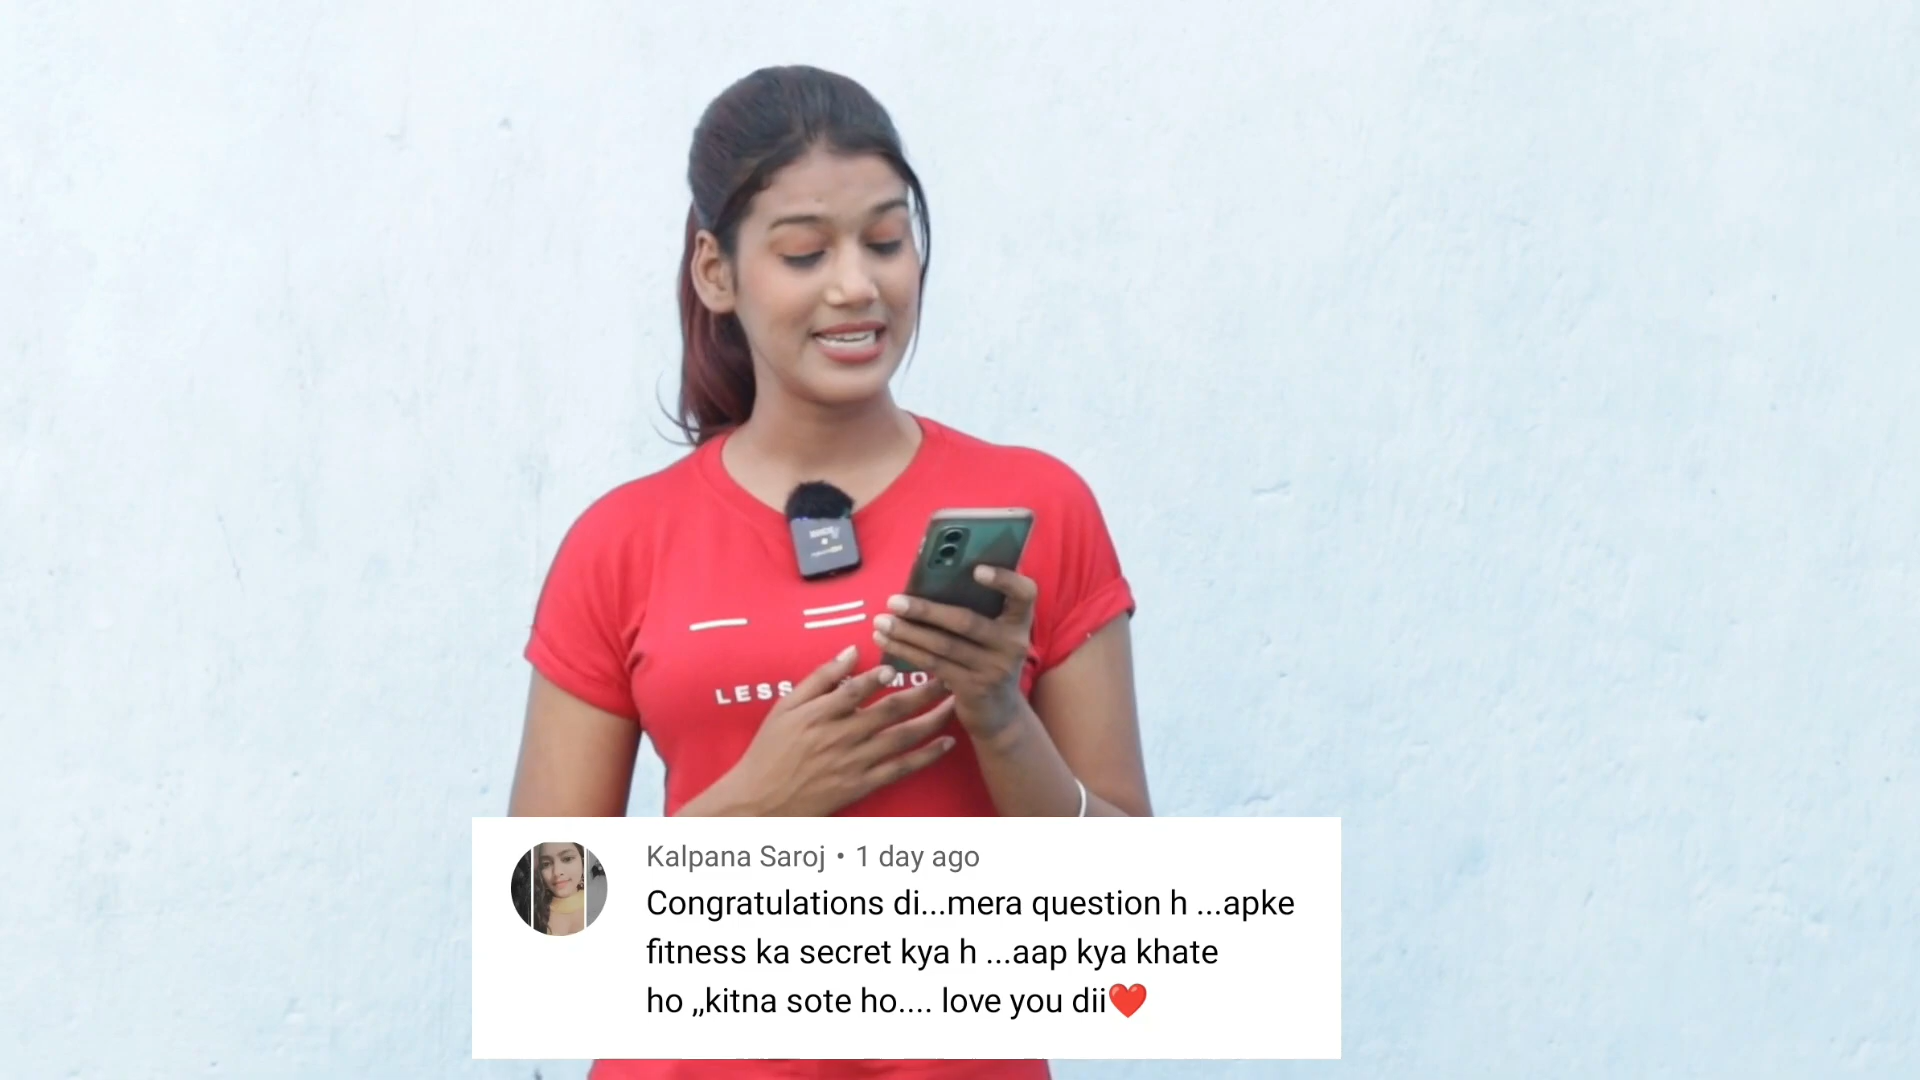 LESS MO
Kalpana Saroj • 1 day ago
Congratulations di...mera question h ...apke
fitness ka secret kya h ...aap kya khate
ho ,,kitna sote ho.... love you dii❤️